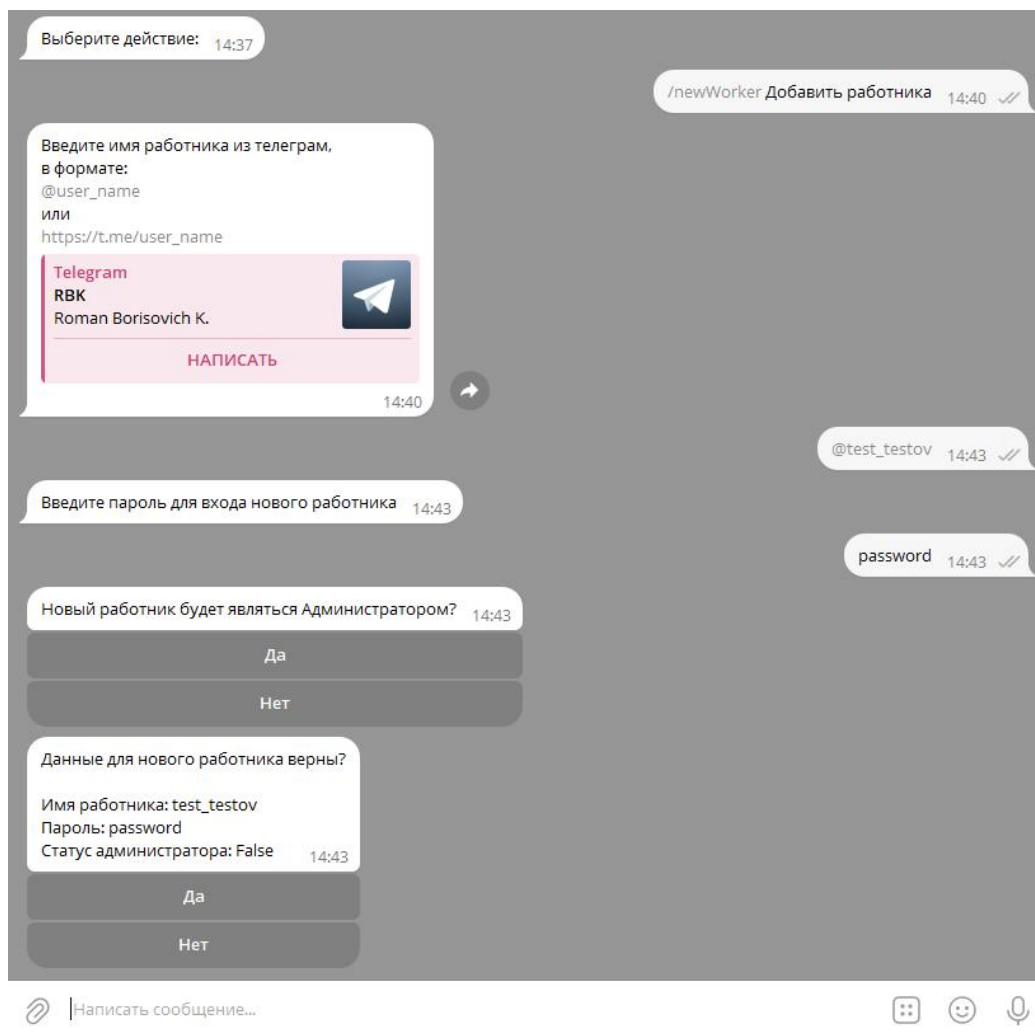 Выберите действие: 14:37
/newWorker Добавить работника 14:40
Введите имя работника из телеграм,
в формате:
@user_name
или
https://t.me/user_name
Telegram
RBK
Roman Borisovich K.
НАПИСАТЬ
14:40
@test_testov 14:43
Введите пароль для входа нового работника 14:43
password 14:43
Новый работник будет являться Администратором? 14:43
Да
Нет
Данные для нового работника верны?
Имя работника: test_testov
Пароль: password
Статус администратора: False 14:43
Да
Нет
Написать сообщение...